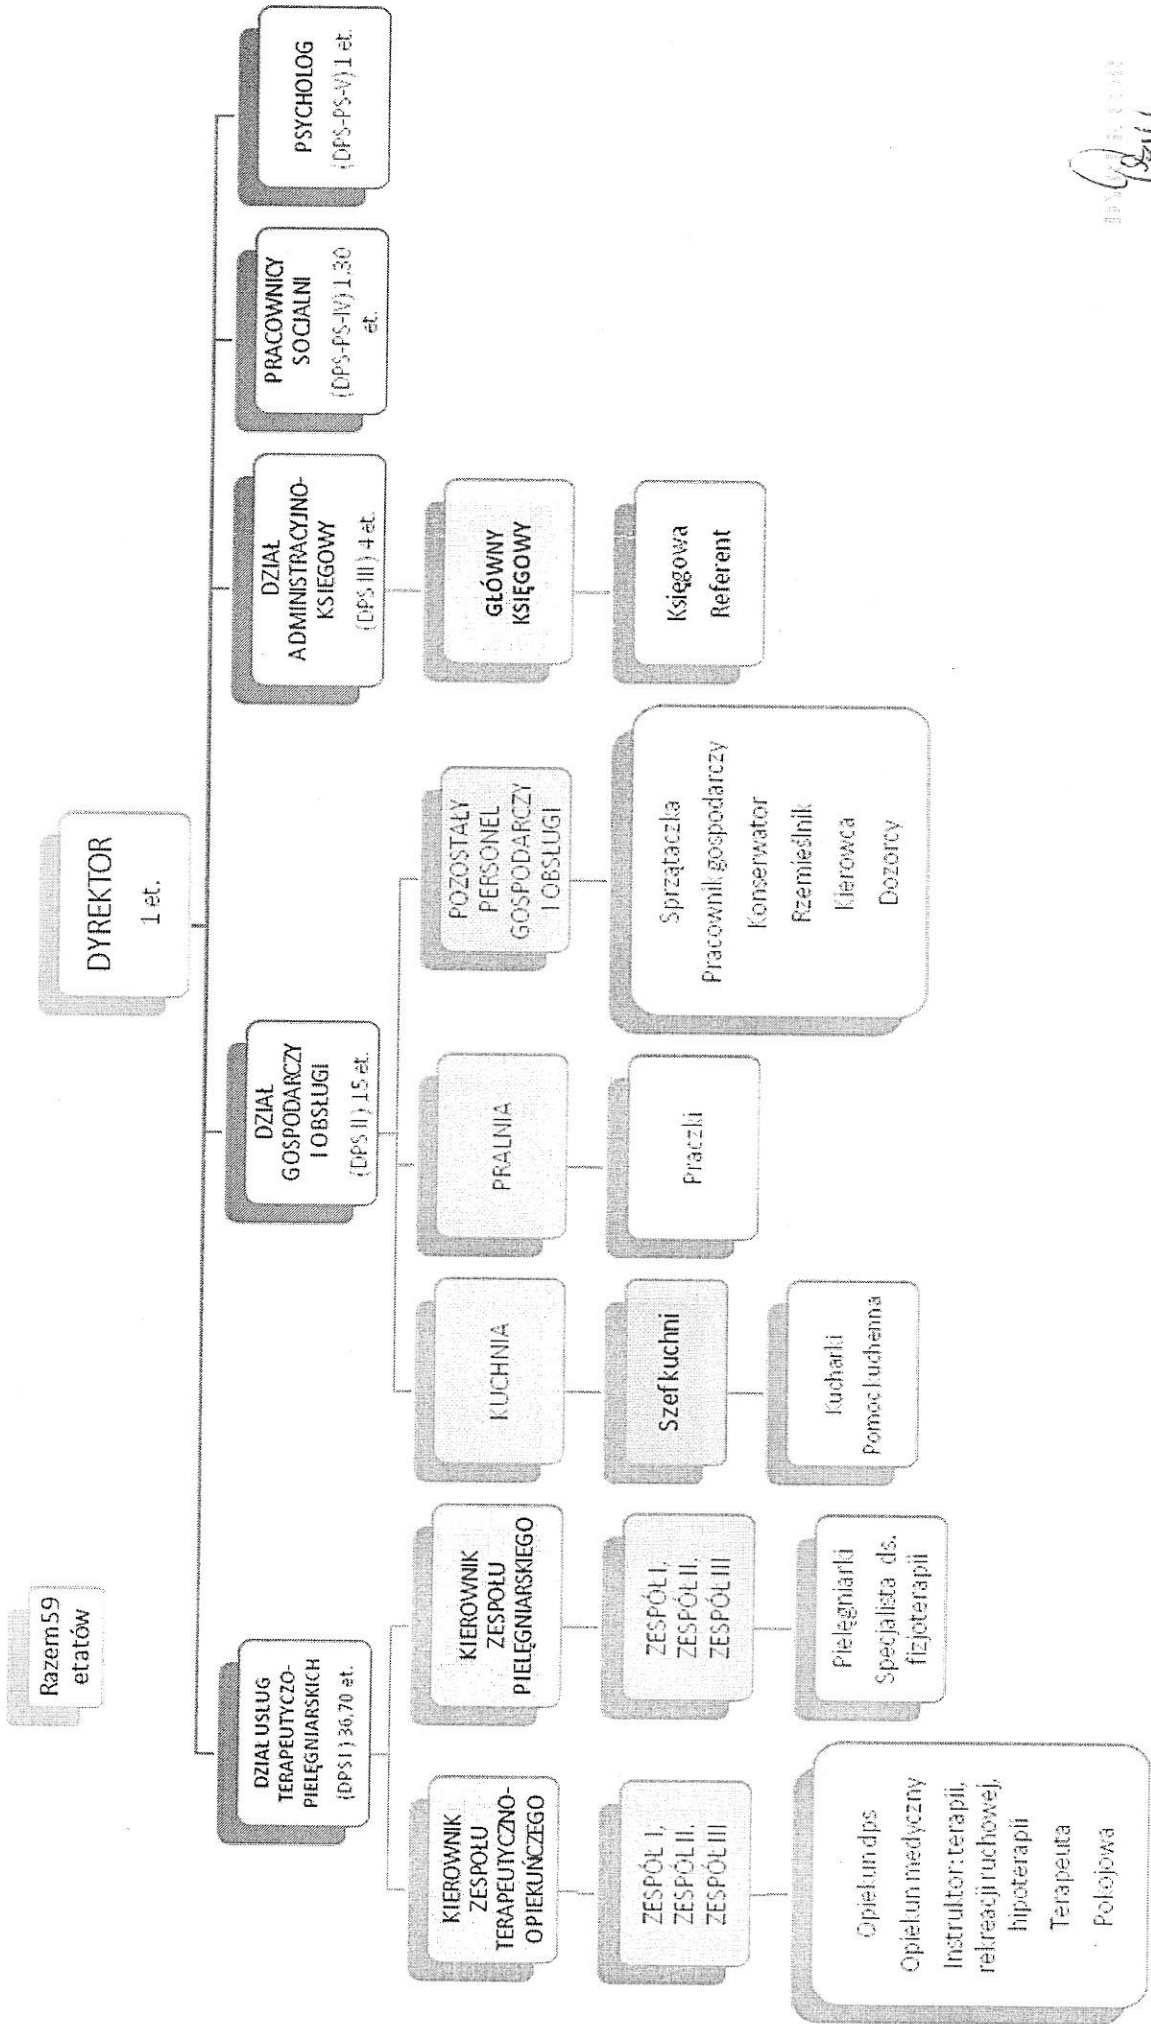 Razem 59
etatów
DYREKTOR
1 et.
DZIAŁ USŁUG
TERAPEUTYCZO-
PIELĘGNIARSKICH
(DPS I ) 36,70 et.
KIEROWNIK
ZESPOŁU
TERAPEUTYCZNO-
OPIEKUŃCZEGO
ZESPÓŁ I,
ZESPÓŁ II,
ZESPÓŁ III
Opiekun dps
Opiekun medyczny
Instruktor: terapii,
rekreacji ruchowej,
hipoterapii
Terapeuta
Pokojowa
KIEROWNIK
ZESPOŁU
PIELĘGNIARSKIEGO
ZESPÓŁ I,
ZESPÓŁ II,
ZESPÓŁ III
Pielęgniarki
Specjalista ds.
fizjoterapii
DZIAŁ
GOSPODARCZY
I OBSŁUGI
(DPS II ) 15 et.
KUCHNIA
Szef kuchni
Kucharki
Pomoc kuchenna
PRALNIA
Praczki
POZOSTAŁY
PERSONEL
GOSPODARCZY
I OBSŁUGI
Sprzątaczka
Pracownik gospodarczy
Konserwator
Rzemieślnik
Kierowca
Dozorcy
DZIAŁ
ADMINISTRACYJNO-
KSIEGOWY
(DPS III ) 4 et.
GŁÓWNY
KSIĘGOWY
Księgowa
Referent
PRACOWNICY
SOCJALNI
(DPS-PS-IV) 1,30
et.
PSYCHOLOG
(DPS-PS-V) 1 et.